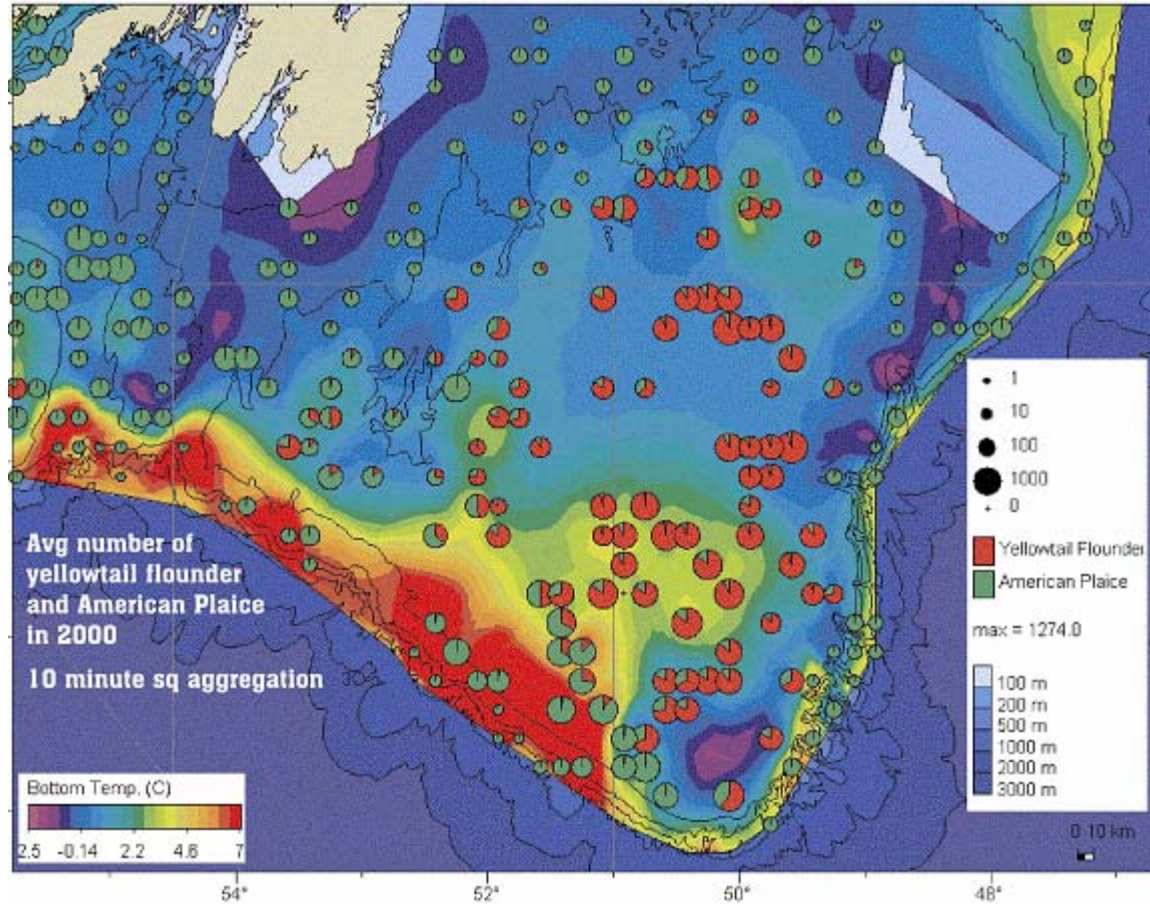 1
10
100
1000
0
Yellowtail Flounder
American Plaice
max = 1274.0
100 m
200 m
500 m
1000 m
2000 m
3000 m
0 10 km
Avg number of
yellowtail flounder
and American Plaice
in 2000
10 minute sq aggregation
Bottom Temp. (C)
2.5 -0.14 2.2 4.6 7
54° 52° 50° 48°